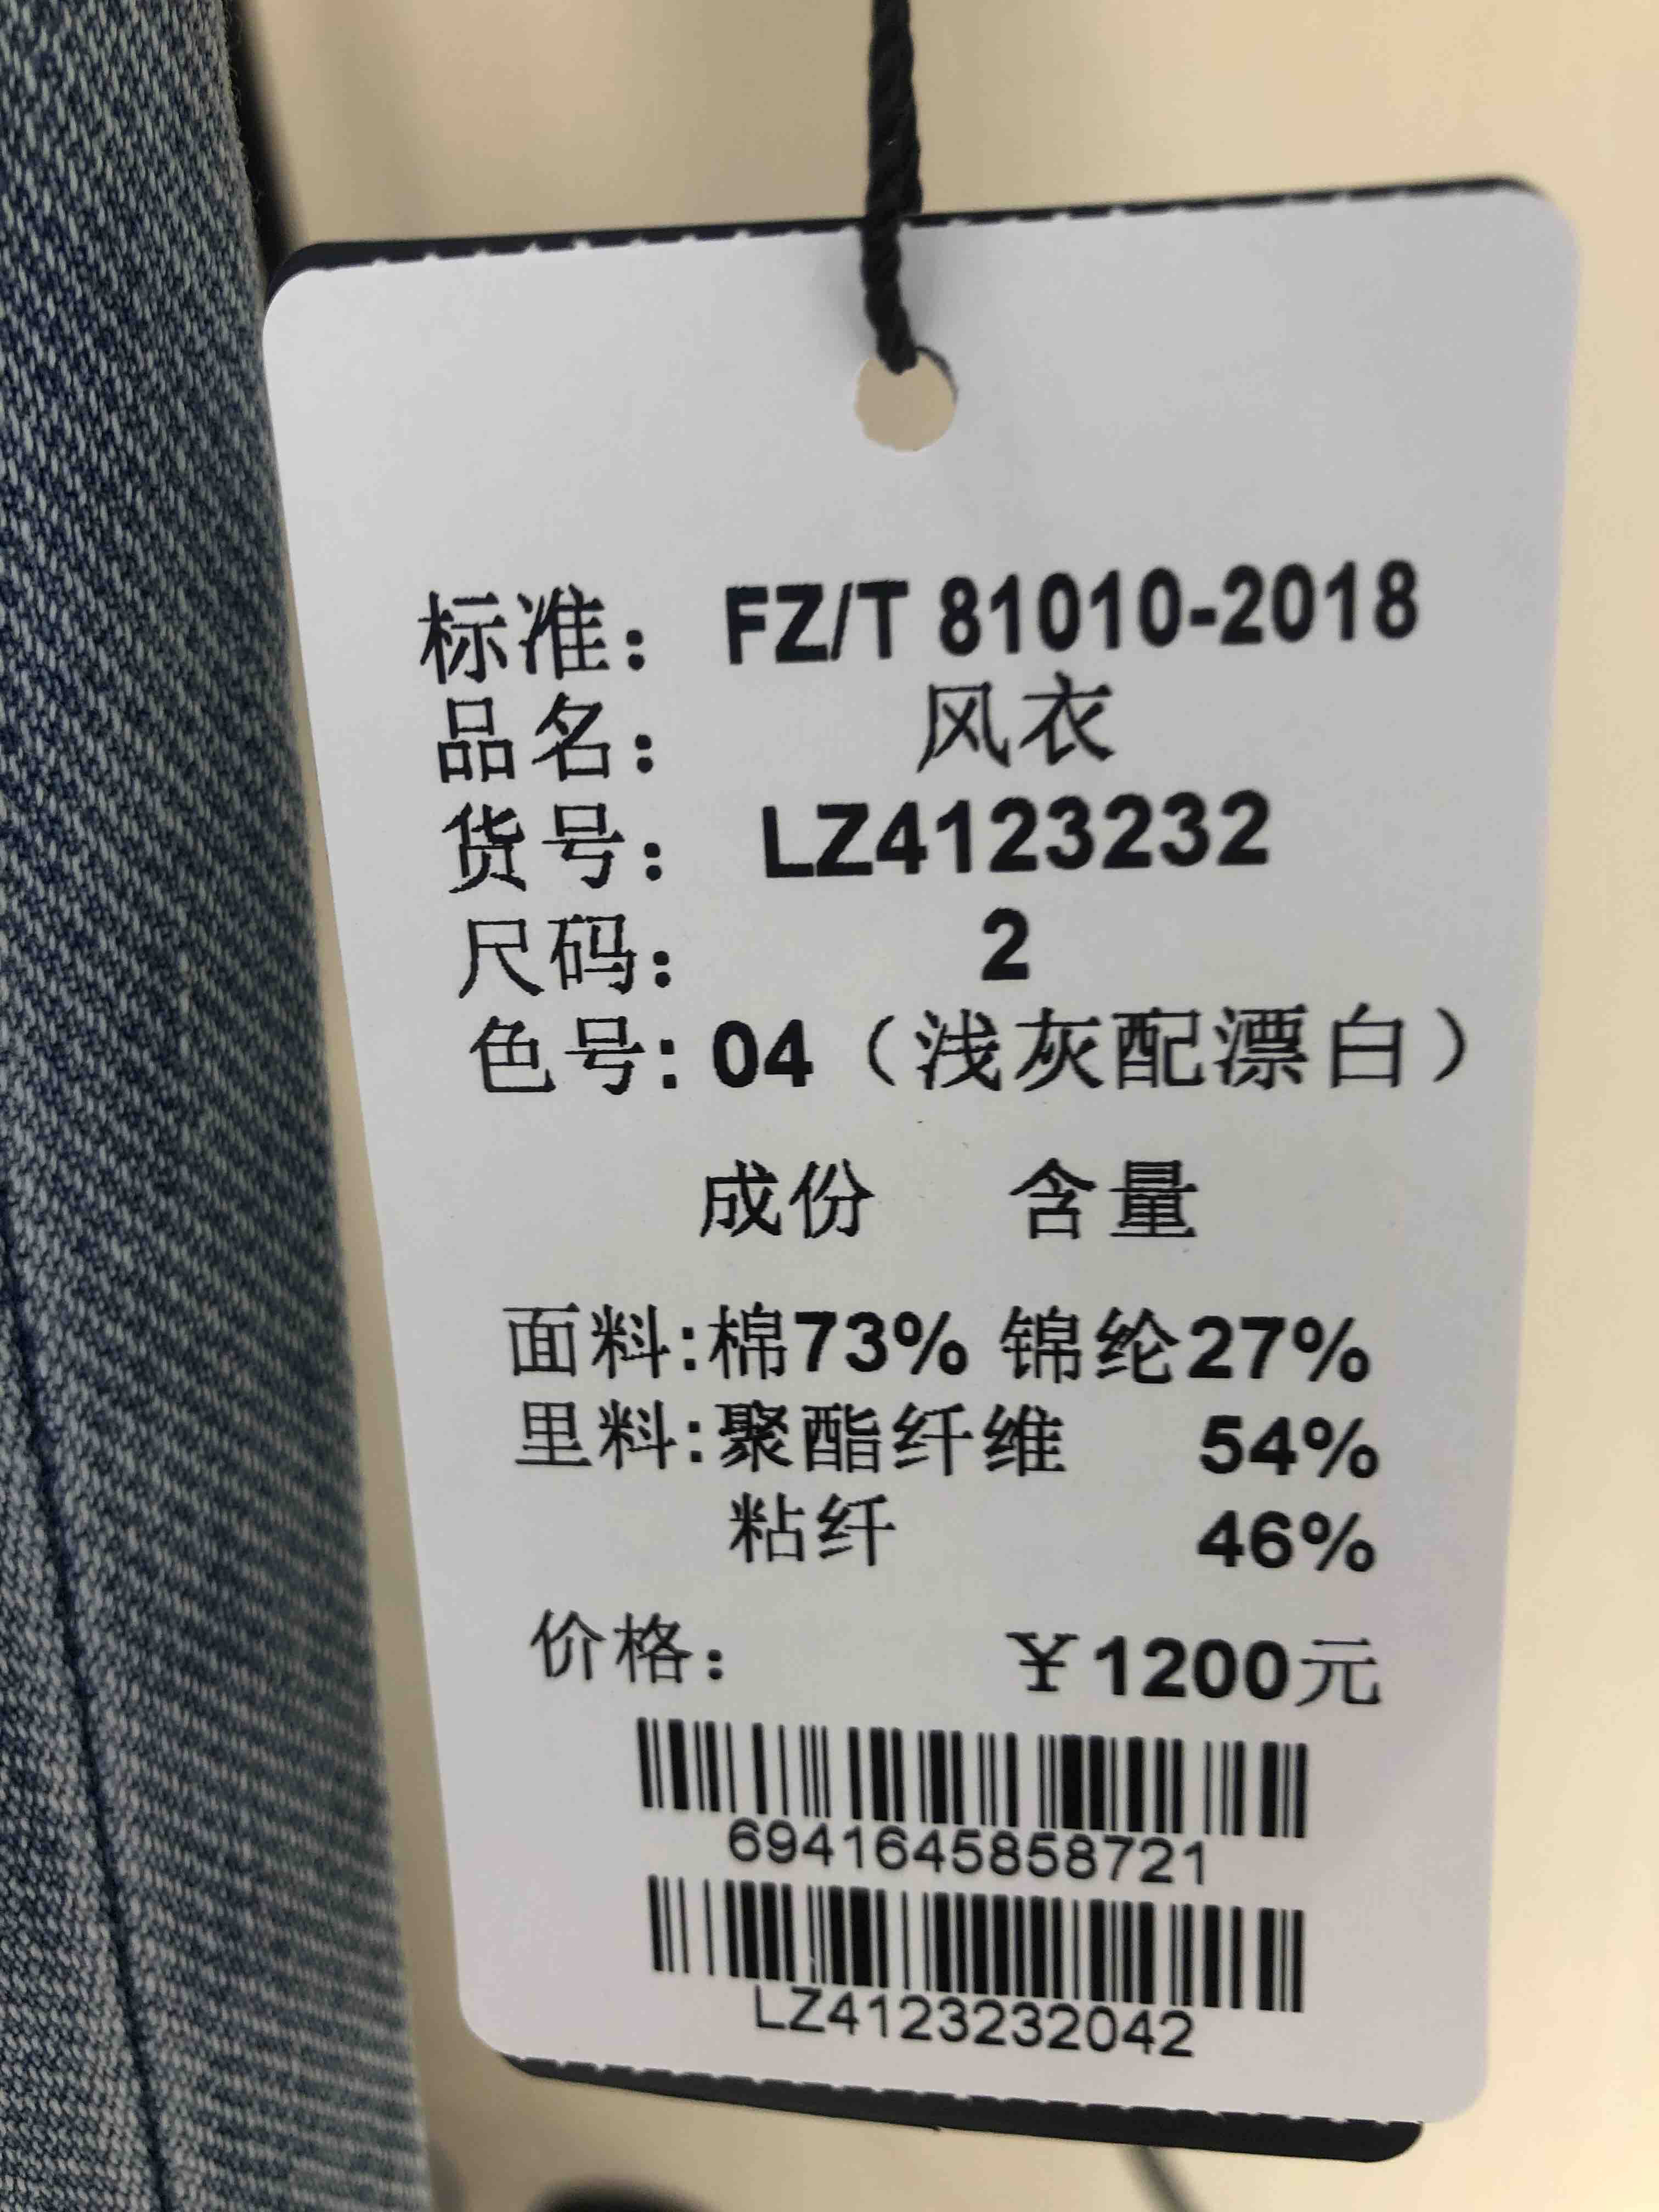 标准： FZ/T 81010-2018
品名： 风衣
货号： LZ4123232
尺码： 2
色号: 04（浅灰配漂白）
成份 含量
面料:棉73% 锦纶27%
里料:聚酯纤维 54%
粘纤 46%
价格： ￥1200元
6941645858721
LZ4123232042